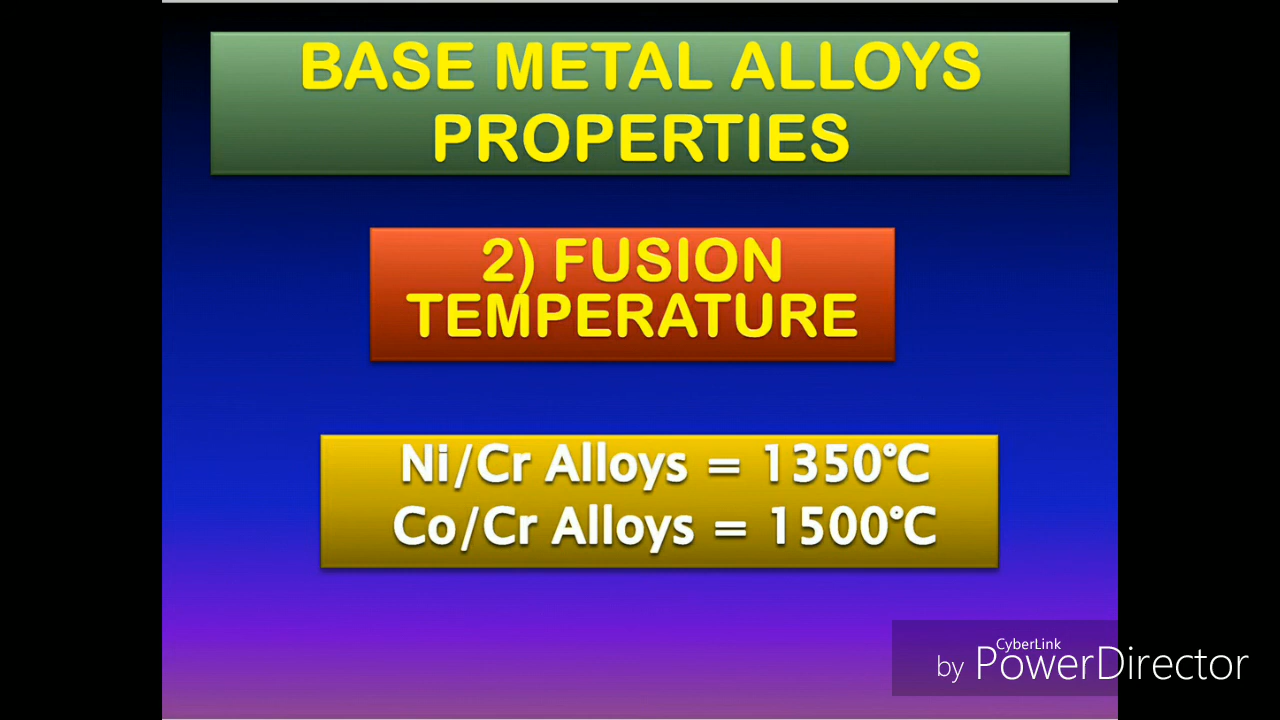 BASE METAL ALLOYS
PROPERTIES
2) FUSION
TEMPERATURE
Ni/Cr Alloys = 1350°C
Co/Cr Alloys = 1500°C
CyberLink
by PowerDirector